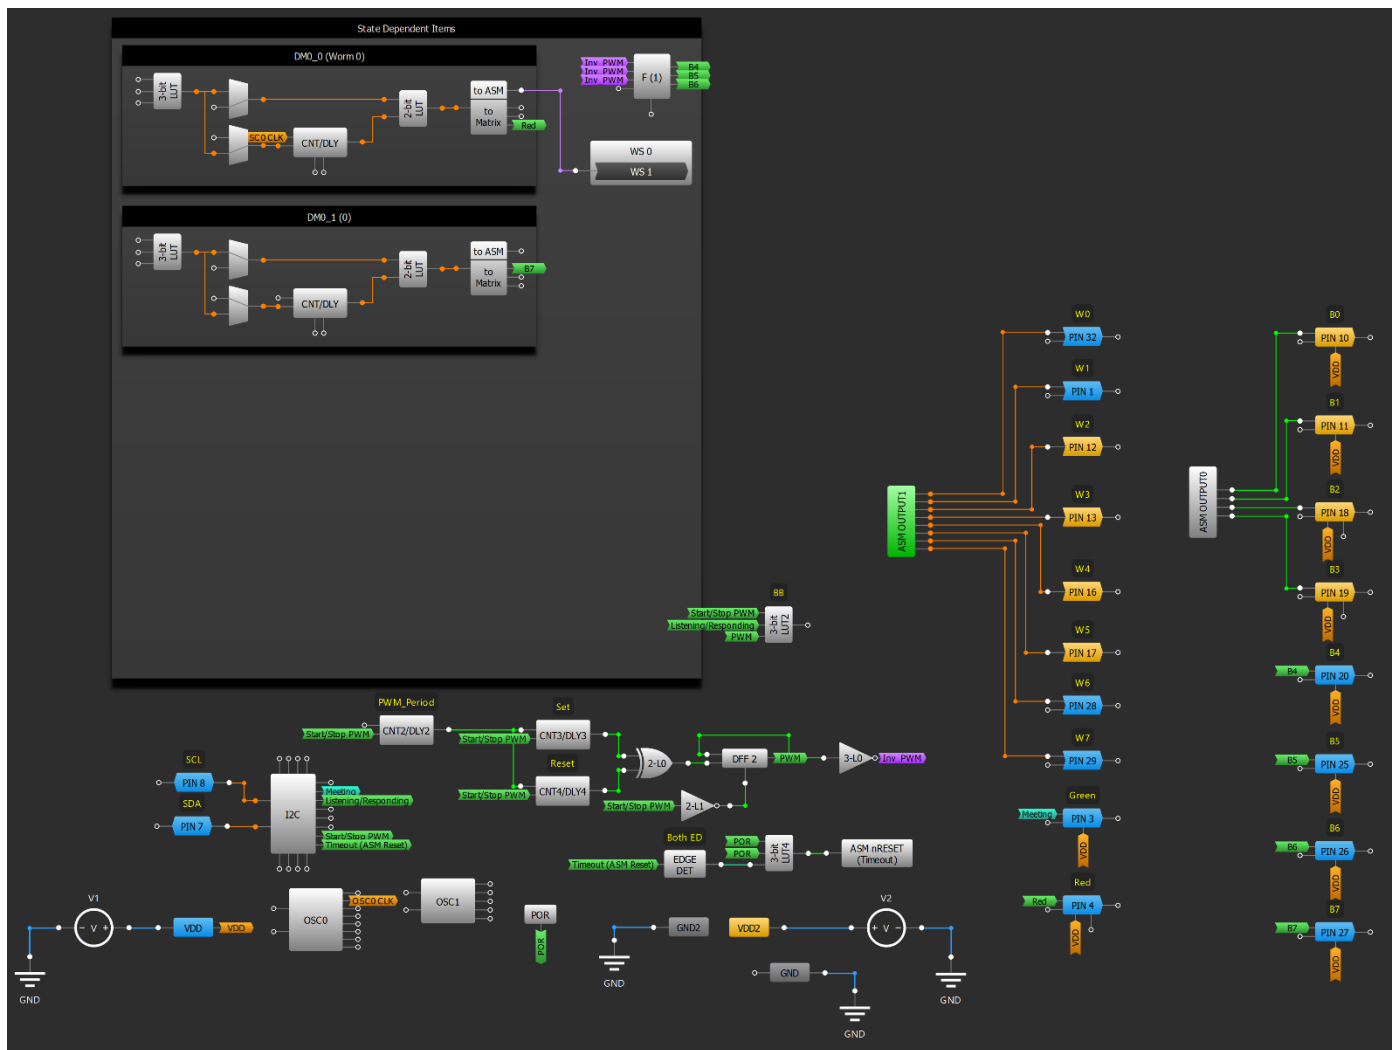 State Dependent Items
DM0_0 (Worm 0)
3-bit LUT
SC0 CLK
CNT/DLY
2-bit LUT
to ASM
to Matrix
Red
Inv PWM
Inv PWM
Inv PWM
F (1)
B4
B5
B6
WS 0
WS 1
DM0_1 (0)
3-bit LUT
CNT/DLY
2-bit LUT
to ASM
to Matrix
B7
BB
Start/Stop PWM
Listening/Responding
PWM
3-bit LUT2
ASM OUTPUT1
W0
PIN 32
W1
PIN 1
W2
PIN 12
W3
PIN 13
W4
PIN 16
W5
PIN 17
W6
PIN 28
W7
PIN 29
Green
Meeting
PIN 3
VDD
Red
Red
PIN 4
VDD
ASM OUTPUT0
B0
PIN 10
VDD
B1
PIN 11
VDD
B2
PIN 18
VDD
B3
PIN 19
VDD
B4
B4
PIN 20
VDD
B5
B5
PIN 25
VDD
B6
B6
PIN 26
VDD
B7
B7
PIN 27
VDD
PWM_Period
Start/Stop PWM
CNT2/DLY2
Set
Start/Stop PWM
CNT3/DLY3
Reset
Start/Stop PWM
CNT4/DLY4
2-L0
DFF 2
PWM
3-L0
Inv PWM
Start/Stop PWM
2-L1
SCL
PIN 8
SDA
PIN 7
I2C
Meeting
Listening/Responding
Start/Stop PWM
Timeout (ASM Reset)
Both ED
Timeout (ASM Reset)
EDGE DET
POR
POR
3-bit LUT4
ASM nRESET (Timeout)
V1
- V +
VDD
VDD
GND
OSC0
OSC0 CLK
OSC1
POR
POR
GND2
GND
VDD2
V2
+ V -
GND
GND
GND